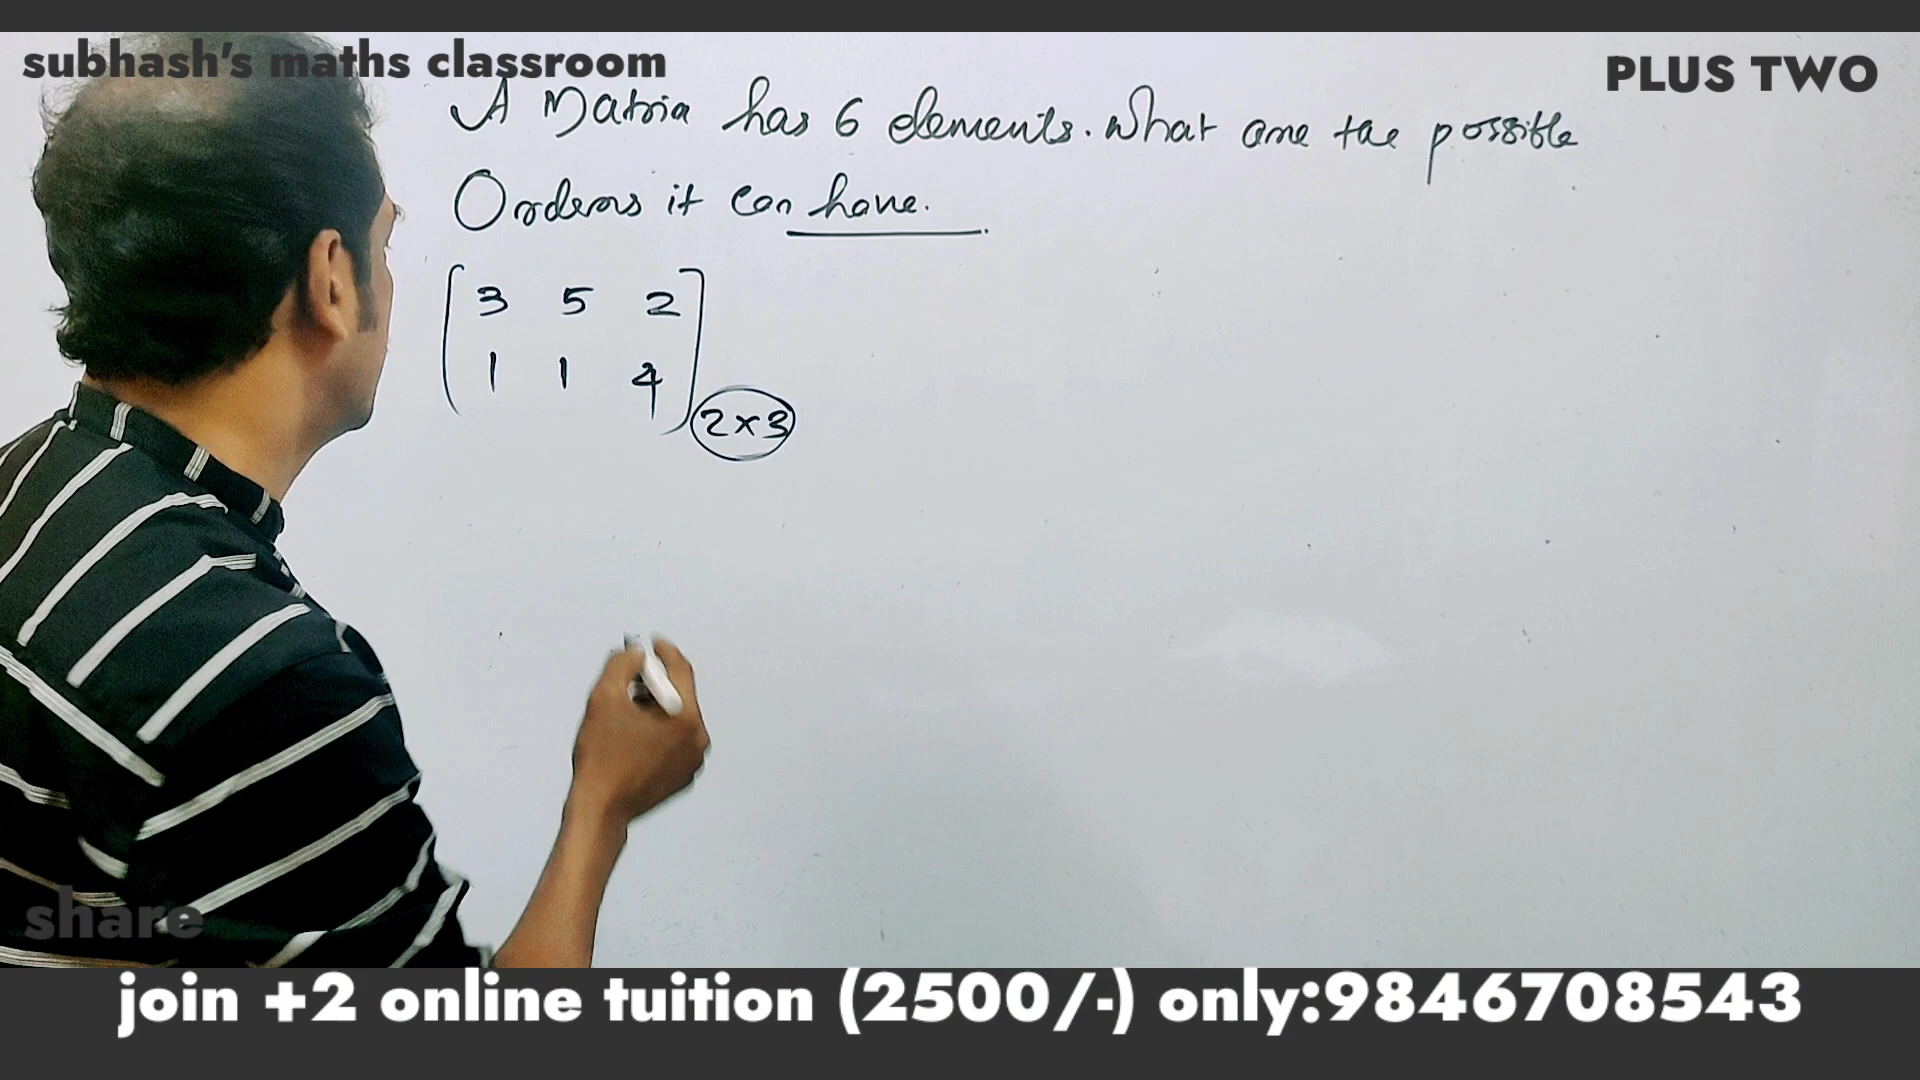 subhash's maths classroom
PLUS TWO
A Matrix has 6 elements. What are the possible
Orders it can have.
3 5 2
1 1 4
2×3
share
join +2 online tuition (2500/-) only:9846708543